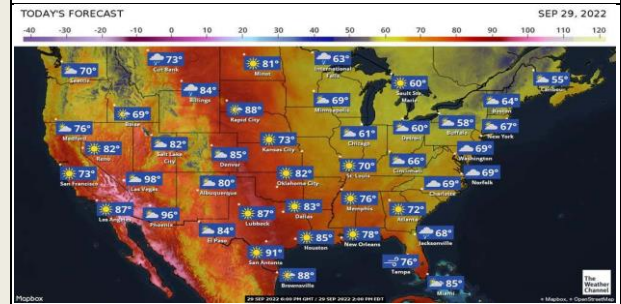 TODAY'S FORECAST
SEP 29, 2022
-40 -30 -20 -10 0 10 20 30 40 50 60 70 80 90 100 110 120
70°
Seattle
73°
Cut Bank
81°
Minot
63°
International Falls
60°
Sault Ste. Marie
55°
Caribou
84°
Billings
69°
Minneapolis
64°
Boston
69°
Boise
88°
Rapid City
76°
Medford
61°
Chicago
60°
Detroit
58°
Buffalo
67°
New York
82°
Reno
82°
Salt Lake City
85°
Denver
73°
Kansas City
70°
St. Louis
66°
Cincinnati
69°
Washington
73°
San Francisco
98°
Las Vegas
80°
Albuquerque
82°
Oklahoma City
76°
Memphis
69°
Charlotte
69°
Norfolk
87°
Los Angeles
96°
Phoenix
87°
Lubbock
83°
Dallas
72°
Atlanta
84°
El Paso
85°
Houston
78°
New Orleans
68°
Jacksonville
91°
San Antonio
88°
Brownsville
76°
Tampa
85°
Miami
The
Weather
Channel
Mapbox
29 SEP 2022 6:00 PM GMT / 29 SEP 2022 2:00 PM EDT
© Mapbox, © OpenStreetMap